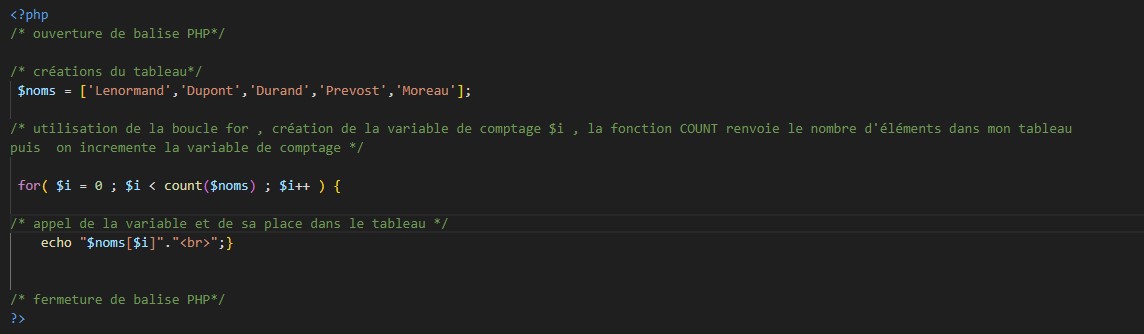 <?php
/* ouverture de balise PHP*/
/* créations du tableau*/
$noms = ['Lenormand','Dupont','Durand','Prevost','Moreau'];
/* utilisation de la boucle for , création de la variable de comptage $i , la fonction COUNT renvoie le nombre d'éléments dans mon tableau
puis  on incremente la variable de comptage */
for( $i = 0 ; $i < count($noms) ; $i++ ) {
/* appel de la variable et de sa place dans le tableau */
echo "$noms[$i]"."<br>";}
/* fermeture de balise PHP*/
?>